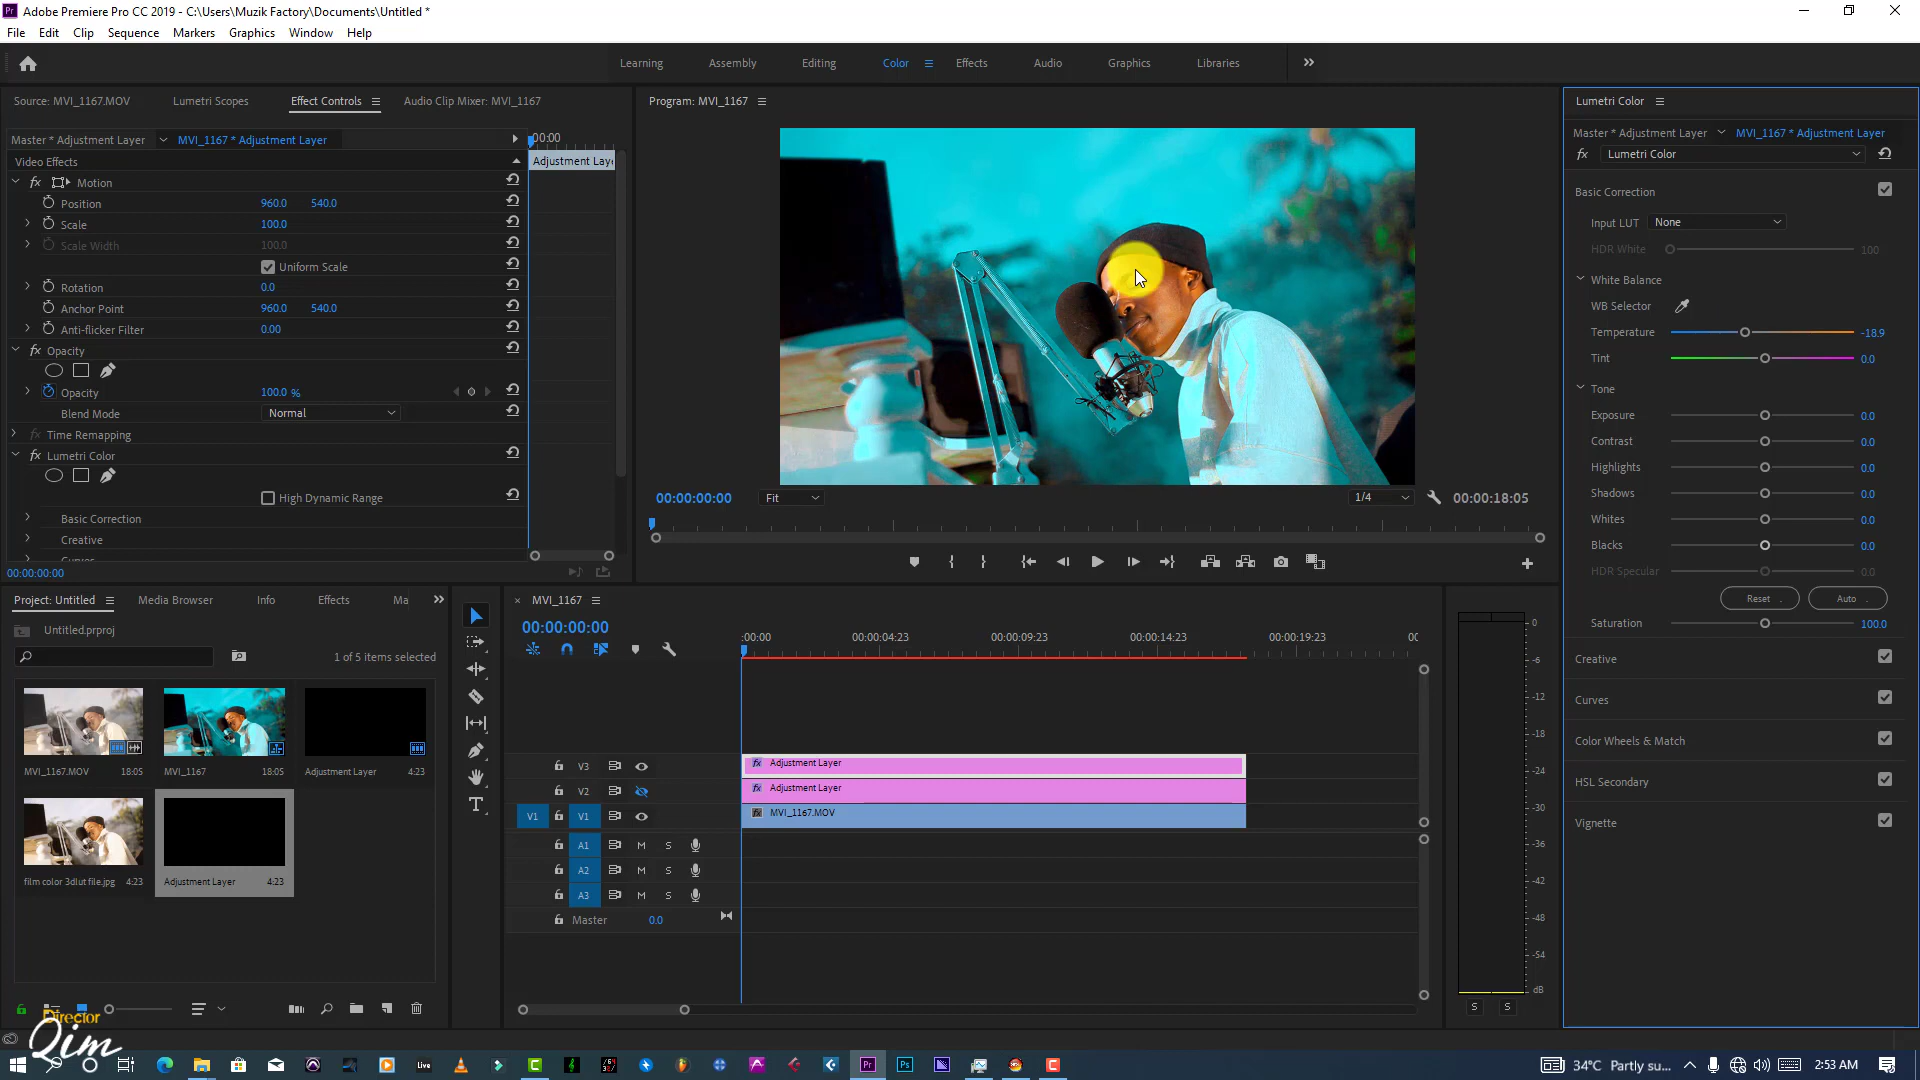 Adobe Premiere Pro CC 2019 - C:\Users\Muzik Factory\Documents\Untitled *
File Edit Clip Sequence Markers Graphics Window Help
Learning Assembly Editing Color Effects Audio Graphics Libraries
Source: MVI_1167.MOV Lumetri Scopes Effect Controls Audio Clip Mixer: MVI_1167
Master * Adjustment Layer MVI_1167 * Adjustment Layer
:00:00
Video Effects
Adjustment Laye
fx Motion
Position 960.0 540.0
Scale 100.0
Scale Width 100.0
Uniform Scale
Rotation 0.0
Anchor Point 960.0 540.0
Anti-flicker Filter 0.00
fx Opacity
Opacity 100.0 %
Blend Mode Normal
fx Time Remapping
fx Lumetri Color
High Dynamic Range
Basic Correction
Creative
Curves
00:00:00:00
Program: MVI_1167
00:00:00:00 Fit 1/4 00:00:18:05
Lumetri Color
Master * Adjustment Layer MVI_1167 * Adjustment Layer
fx Lumetri Color
Basic Correction
Input LUT None
HDR White 100
White Balance
WB Selector
Temperature -18.9
Tint 0.0
Tone
Exposure 0.0
Contrast 0.0
Highlights 0.0
Shadows 0.0
Whites 0.0
Blacks 0.0
HDR Specular 0.0
Reset Auto
Saturation 100.0
Creative
Curves
Color Wheels & Match
HSL Secondary
Vignette
Project: Untitled Media Browser Info Effects Ma
Untitled.prproj
1 of 5 items selected
MVI_1167.MOV 18:05
MVI_1167 18:05
Adjustment Layer 4:23
film color 3dlut file.jpg 4:23
Adjustment Layer 4:23
MVI_1167
00:00:00:00
:00:00 00:00:04:23 00:00:09:23 00:00:14:23 00:00:19:23 00
V3 fx Adjustment Layer
V2 fx Adjustment Layer
V1 V1 fx MVI_1167.MOV
A1 M S
A2 M S
A3 M S
Master 0.0
0
-6
-12
-18
-24
-30
-36
-42
-48
-54
dB
S S
Director
Qim
Live
Pr Ps
34°C Partly su... 2:53 AM